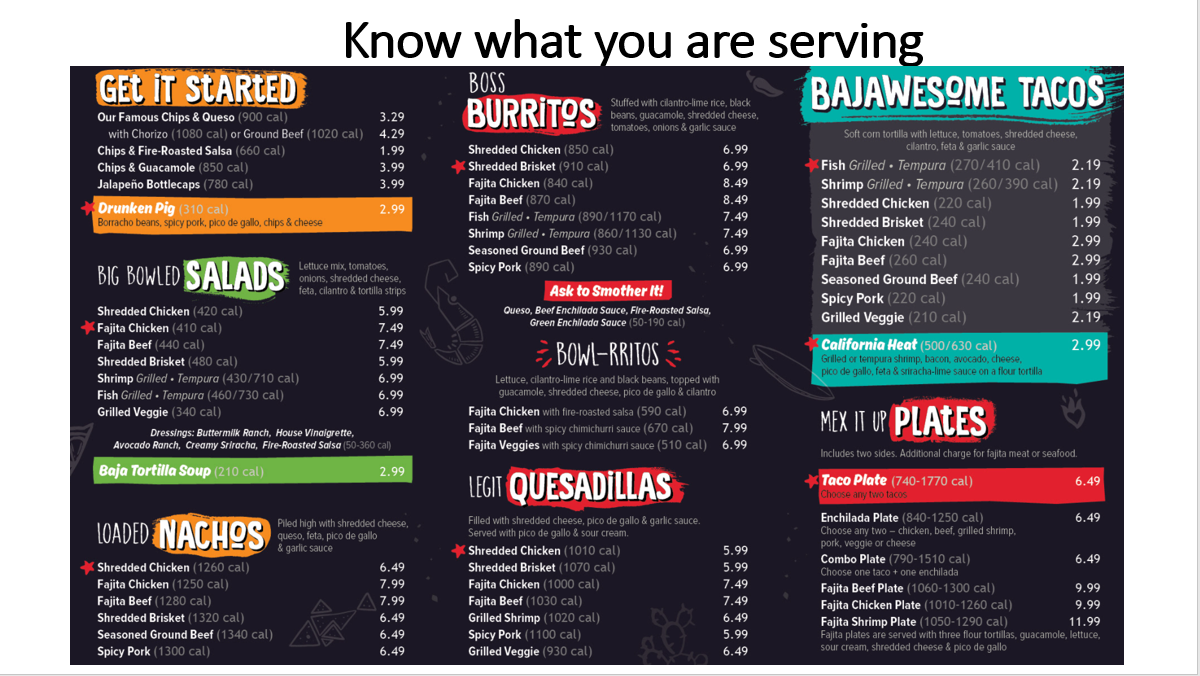 Know what you are serving
GET iT STARTED
Our Famous Chips & Queso (900 cal) 3.29
with Chorizo (1080 cal) or Ground Beef (1020 cal) 4.29
Chips & Fire-Roasted Salsa (660 cal) 1.99
Chips & Guacamole (850 cal) 3.99
Jalapeño Bottlecaps (780 cal) 3.99
Drunken Pig (310 cal) 2.99
Borracho beans, spicy pork, pico de gallo, chips & cheese
BIG BOWLED SALADS
Lettuce mix, tomatoes,
onions, shredded cheese,
feta, cilantro & tortilla strips
Shredded Chicken (420 cal) 5.99
Fajita Chicken (410 cal) 7.49
Fajita Beef (440 cal) 7.49
Shredded Brisket (480 cal) 5.99
Shrimp Grilled • Tempura (430/710 cal) 6.99
Fish Grilled • Tempura (460/730 cal) 6.99
Grilled Veggie (340 cal) 6.99
Dressings: Buttermilk Ranch, House Vinaigrette,
Avocado Ranch, Creamy Sriracha, Fire-Roasted Salsa (50-360 cal)
Baja Tortilla Soup (210 cal) 2.99
LOADED NACHOS
Piled high with shredded cheese,
queso, feta, pico de gallo
& garlic sauce
Shredded Chicken (1260 cal) 6.49
Fajita Chicken (1250 cal) 7.99
Fajita Beef (1280 cal) 7.99
Shredded Brisket (1320 cal) 6.49
Seasoned Ground Beef (1340 cal) 6.49
Spicy Pork (1300 cal) 6.49
BOSS
BURRiTOS
Stuffed with cilantro-lime rice, black
beans, guacamole, shredded cheese,
tomatoes, onions & garlic sauce
Shredded Chicken (850 cal) 6.99
Shredded Brisket (910 cal) 6.99
Fajita Chicken (840 cal) 8.49
Fajita Beef (870 cal) 8.49
Fish Grilled • Tempura (890/1170 cal) 7.49
Shrimp Grilled • Tempura (860/1130 cal) 7.49
Seasoned Ground Beef (930 cal) 6.99
Spicy Pork (890 cal) 6.99
Ask to Smother It!
Queso, Beef Enchilada Sauce, Fire-Roasted Salsa,
Green Enchilada Sauce (50-190 cal)
BOWL-RRITOS
Lettuce, cilantro-lime rice and black beans, topped with
guacamole, shredded cheese, pico de gallo & cilantro
Fajita Chicken with fire-roasted salsa (590 cal) 6.99
Fajita Beef with spicy chimichurri sauce (670 cal) 7.99
Fajita Veggies with spicy chimichurri sauce (510 cal) 6.99
LEGIT QUESADiLLAS
Filled with shredded cheese, pico de gallo & garlic sauce.
Served with pico de gallo & sour cream.
Shredded Chicken (1010 cal) 5.99
Shredded Brisket (1070 cal) 5.99
Fajita Chicken (1000 cal) 7.49
Fajita Beef (1030 cal) 7.49
Grilled Shrimp (1020 cal) 6.49
Spicy Pork (1100 cal) 5.99
Grilled Veggie (930 cal) 6.49
BAJAWESOME TACOS
Soft corn tortilla with lettuce, tomatoes, shredded cheese,
cilantro, feta & garlic sauce
Fish Grilled • Tempura (270/410 cal) 2.19
Shrimp Grilled • Tempura (260/390 cal) 2.19
Shredded Chicken (220 cal) 1.99
Shredded Brisket (240 cal) 1.99
Fajita Chicken (240 cal) 2.99
Fajita Beef (260 cal) 2.99
Seasoned Ground Beef (240 cal) 1.99
Spicy Pork (220 cal) 1.99
Grilled Veggie (210 cal) 2.19
California Heat (500/630 cal) 2.99
Grilled or tempura shrimp, bacon, avocado, cheese,
pico de gallo, feta & sriracha-lime sauce on a flour tortilla
MEX IT UP PLATES
Includes two sides. Additional charge for fajita meat or seafood.
Taco Plate (740-1770 cal) 6.49
Choose any two tacos
Enchilada Plate (840-1250 cal) 6.49
Choose any two – chicken, beef, grilled shrimp,
pork, veggie or cheese
Combo Plate (790-1510 cal) 6.49
Choose one taco + one enchilada
Fajita Beef Plate (1060-1300 cal) 9.99
Fajita Chicken Plate (1010-1260 cal) 9.99
Fajita Shrimp Plate (1050-1290 cal) 11.99
Fajita plates are served with three flour tortillas, guacamole, lettuce,
sour cream, shredded cheese & pico de gallo